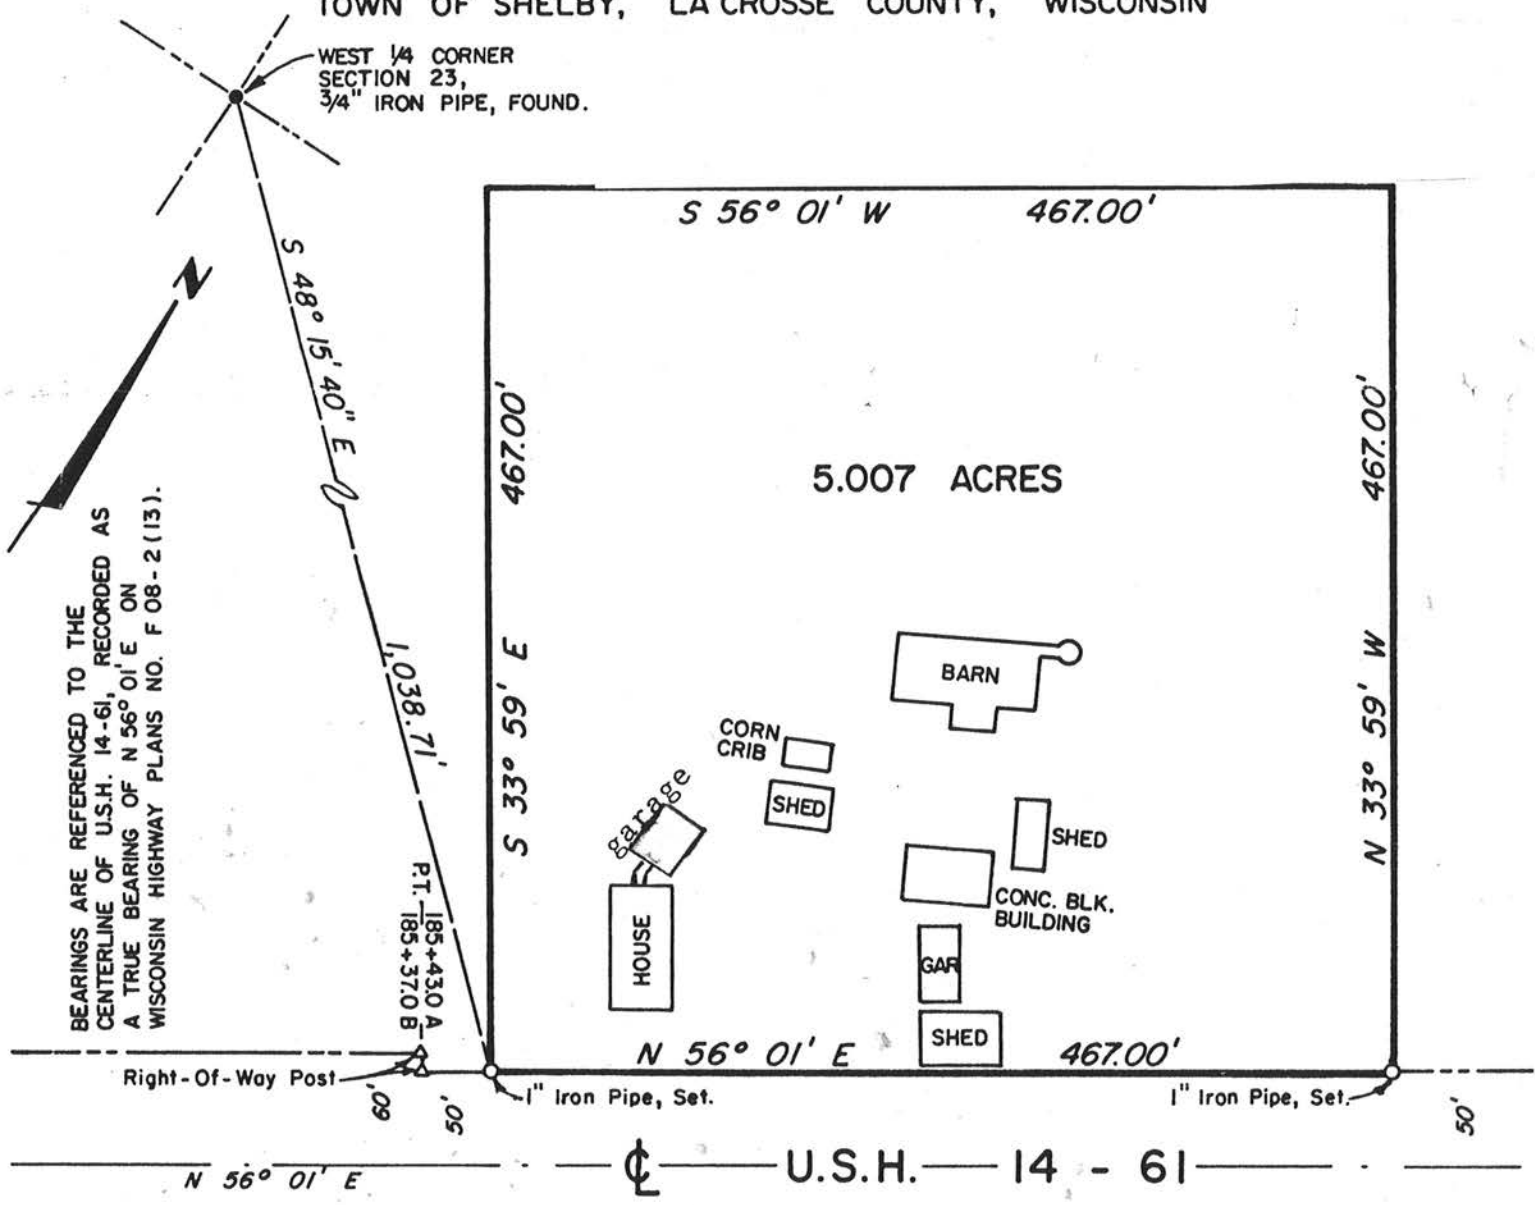 TOWN OF SHELBY, LA CROSSE COUNTY, WISCONSIN
WEST 1/4 CORNER
SECTION 23,
3/4" IRON PIPE, FOUND.
S 56° 01' W 467.00'
N
S 48° 15' 40" E
1,038.71'
467.00'
S 33° 59' E
467.00'
N 33° 59' W
5.007 ACRES
BEARINGS ARE REFERENCED TO THE
CENTERLINE OF U.S.H. 14-61, RECORDED AS
A TRUE BEARING OF N 56° 01' E ON
WISCONSIN HIGHWAY PLANS NO. F 08-2(13).
BARN
CORN
CRIB
SHED
garage
SHED
CONC. BLK.
BUILDING
HOUSE
GAR
SHED
P.T.
185+43.0 A
185+37.0 B
N 56° 01' E 467.00'
Right-Of-Way Post
1" Iron Pipe, Set.
1" Iron Pipe, Set.
60'
50'
50'
N 56° 01' E
℄ U.S.H. 14 - 61